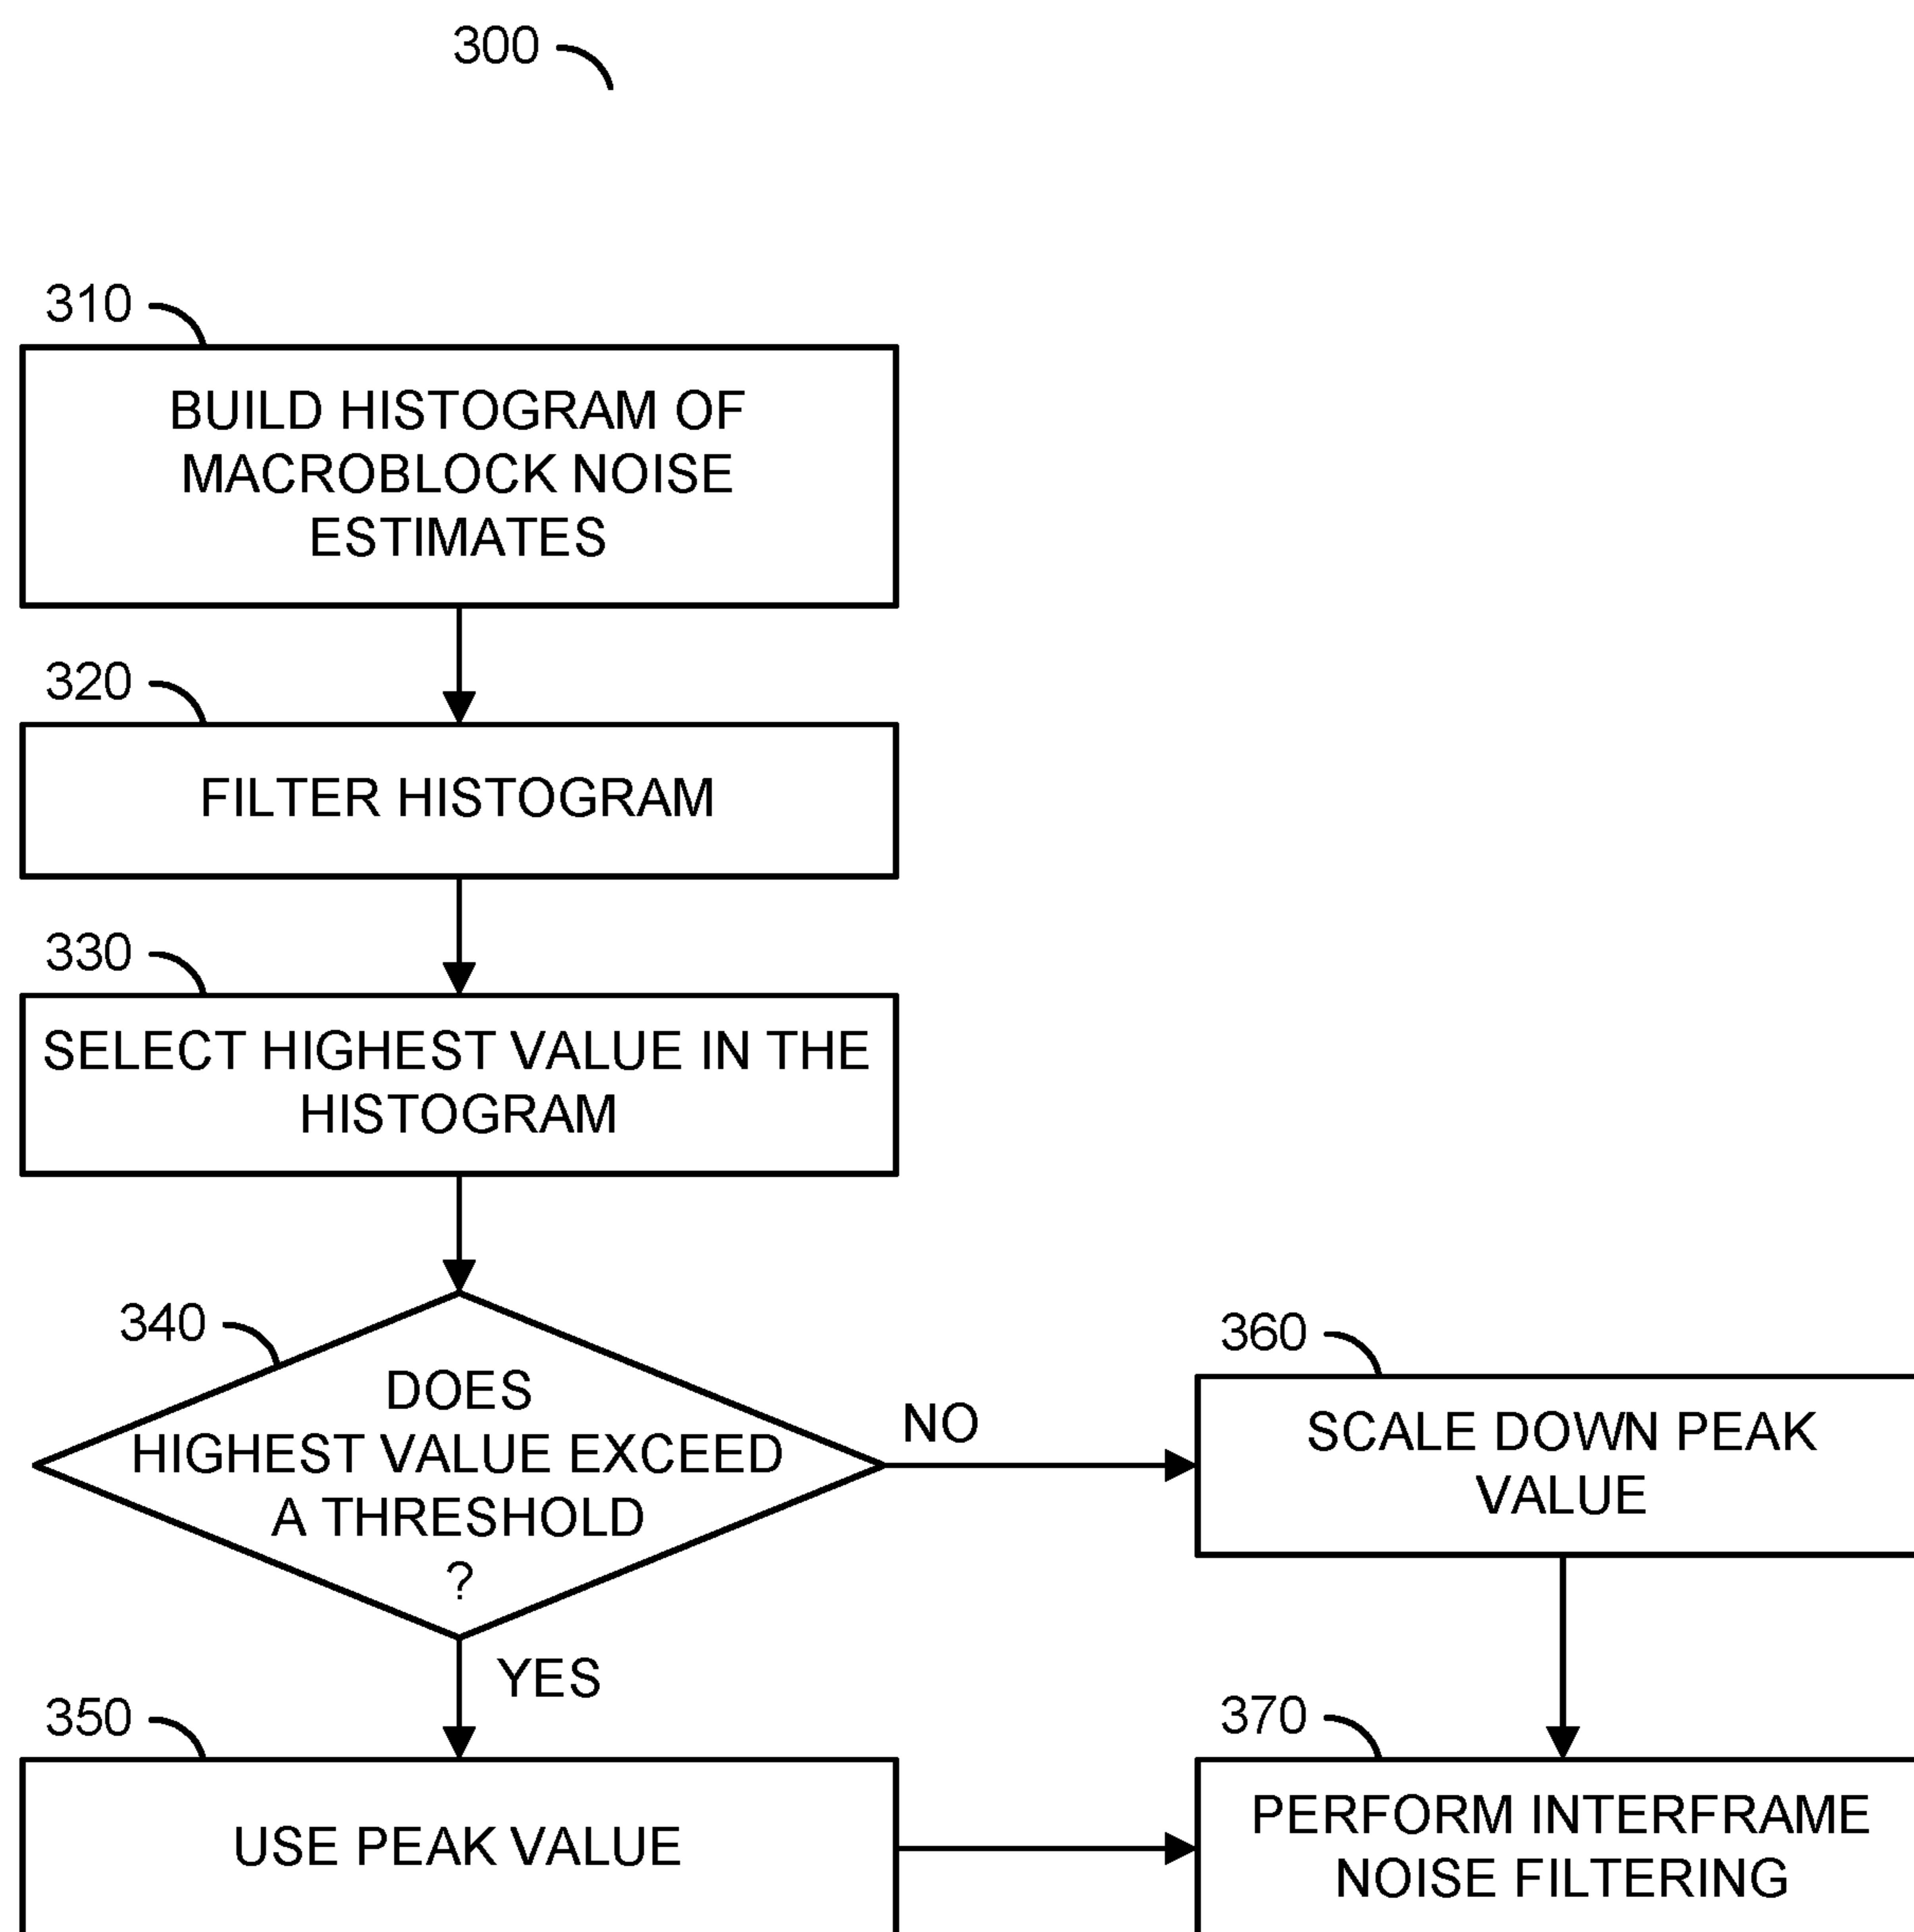 300
310
BUILD HISTOGRAM OF
MACROBLOCK NOISE
ESTIMATES
320
FILTER HISTOGRAM
330
SELECT HIGHEST VALUE IN THE
HISTOGRAM
340
DOES
HIGHEST VALUE EXCEED
A THRESHOLD
?
NO
360
SCALE DOWN PEAK
VALUE
YES
350
USE PEAK VALUE
370
PERFORM INTERFRAME
NOISE FILTERING